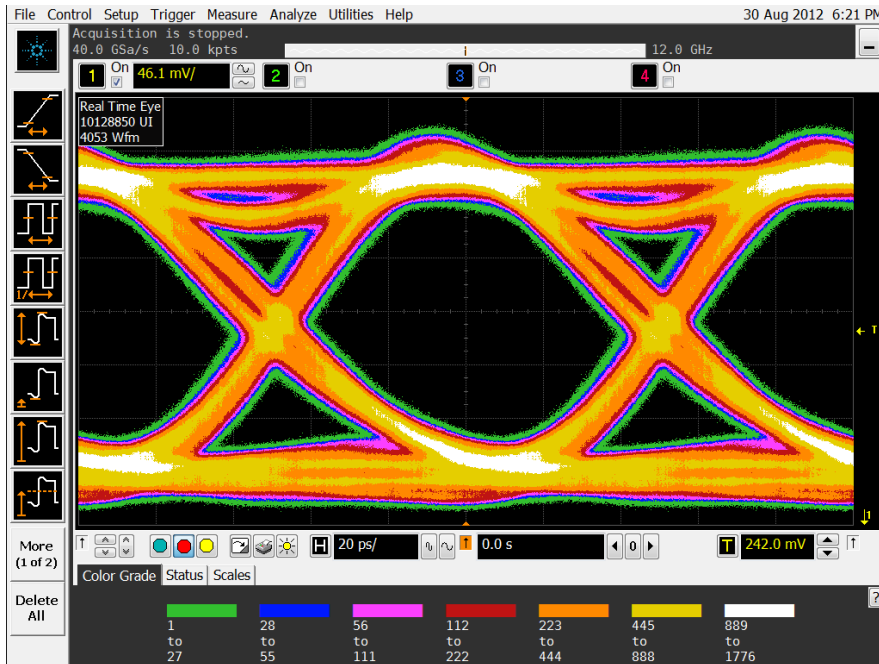 File Control Setup Trigger Measure Analyze Utilities Help 30 Aug 2012 6:21 PM
Acquisition is stopped.
40.0 GSa/s 10.0 kpts 12.0 GHz
1 On 46.1 mV/ 2 On 3 On 4 On
Real Time Eye
10128850 UI
4053 Wfm
1/
T
1
More
(1 of 2)
H 20 ps/ 0.0 s 0 T 242.0 mV
Color Grade Status Scales
Delete
All
?
1 28 56 112 223 445 889
to to to to to to to
27 55 111 222 444 888 1776